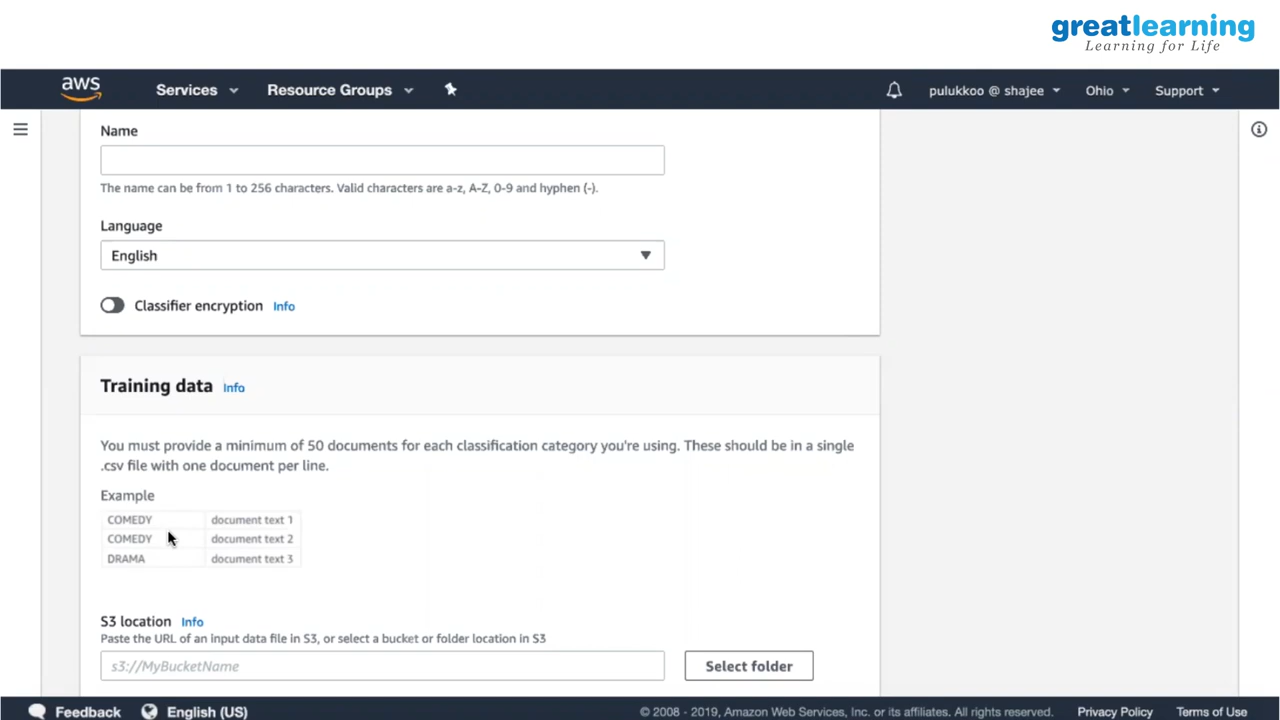 greatlearning
Learning for Life
aws Services Resource Groups pulukkoo @ shajee Ohio Support
Name
The name can be from 1 to 256 characters. Valid characters are a-z, A-Z, 0-9 and hyphen (-).
Language
English
Classifier encryption Info
Training data Info
You must provide a minimum of 50 documents for each classification category you're using. These should be in a single
.csv file with one document per line.
Example
COMEDY document text 1
COMEDY document text 2
DRAMA document text 3
S3 location Info
Paste the URL of an input data file in S3, or select a bucket or folder location in S3
s3://MyBucketName Select folder
Feedback English (US) © 2008 - 2019, Amazon Web Services, Inc. or its affiliates. All rights reserved. Privacy Policy Terms of Use